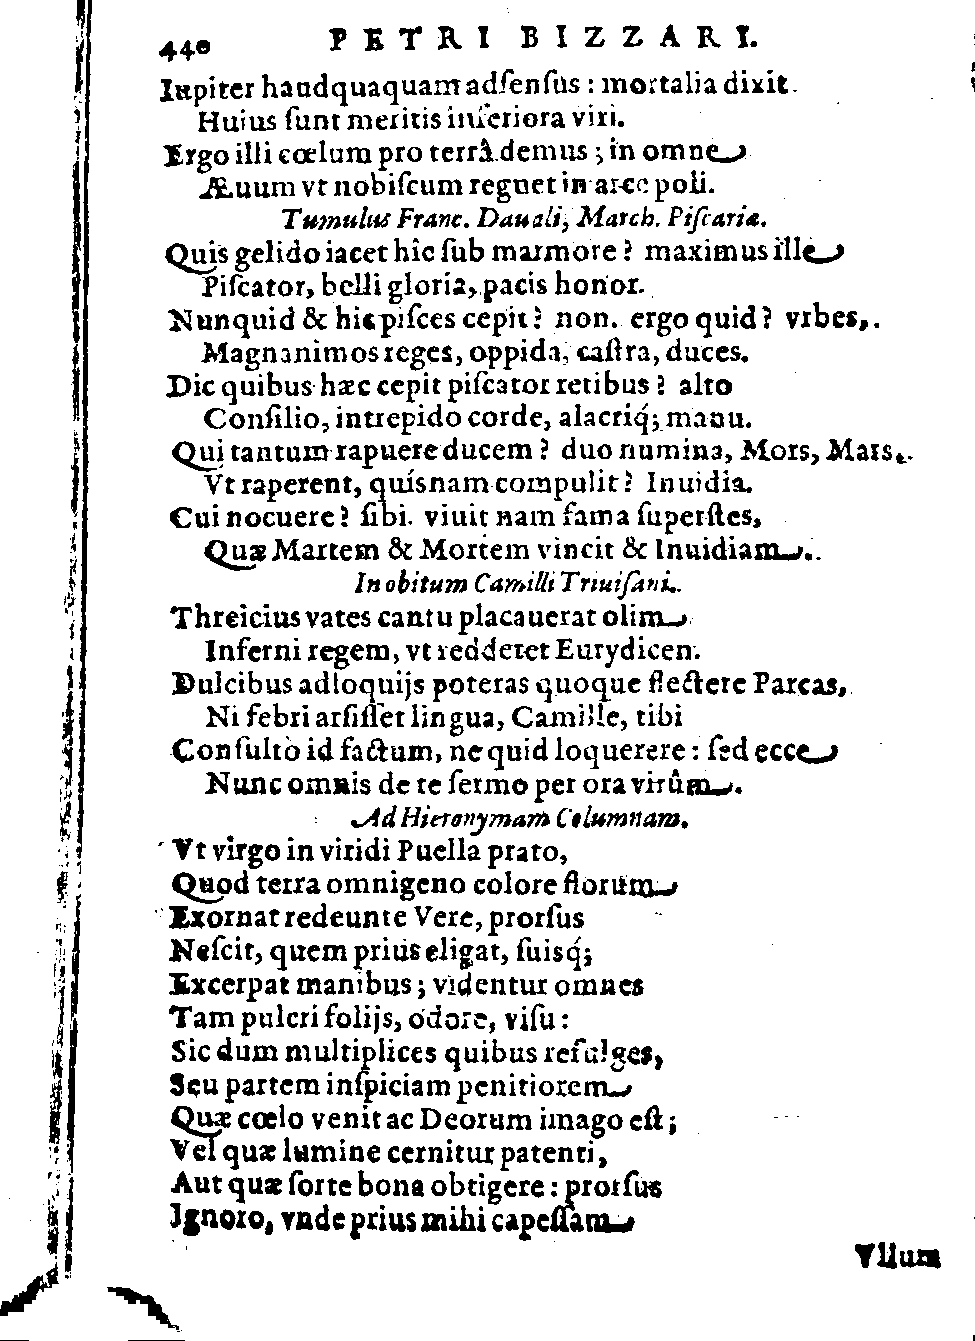 440 PETRI BIZZARI.
Iupiter haudquaquam adſenſus : mortalia dixit.
Huius ſunt meritis inferiora viri.
Ergo illi cœlum pro terrâ demus ; in omne
Æuum vt nobiſcum regnet in arce poli.
Tumulus Franc. Dauali, March. Piſcariæ.
Quis gelido iacet hic ſub marmore ? maximus ille
Piſcator, belli gloria, pacis honor.
Nunquid & hic piſces cepit ? non. ergo quid ? vrbes,
Magnanimos reges, oppida, caſtra, duces.
Dic quibus hæc cepit piſcator retibus ? alto
Conſilio, intrepido corde, alacriq́; manu.
Qui tantum rapuere ducem ? duo numina, Mors, Mars.
Vt raperent, quísnam compulit ? Inuidia.
Cui nocuere ? ſibi. viuit nam fama ſuperſtes,
Quæ Martem & Mortem vincit & Inuidiam.
In obitum Camilli Triuiſani.
Threicius vates cantu placauerat olim
Inferni regem, vt redderet Eurydicen.
Dulcibus adloquijs poteras quoque flectere Parcas,
Ni febri arſiſſet lingua, Camille, tibi
Conſultò id factum, ne quid loquerere : ſed ecce
Nunc omnis de te ſermo per ora virûm.
Ad Hieronymam Columnam.
Vt virgo in viridi Puella prato,
Quod terra omnigeno colore florum
Exornat redeunte Vere, prorſus
Neſcit, quem prius eligat, ſuisq́;
Excerpat manibus ; videntur omnes
Tam pulcri folijs, odore, viſu :
Sic dum multiplices quibus refulges,
Seu partem inſpiciam penitiorem
Quæ cœlo venit ac Deorum imago eſt ;
Vel quæ lumine cernitur patenti,
Aut quæ ſorte bona obtigere : prorſus
Ignoro, vnde prius mihi capeſſam
Vllum